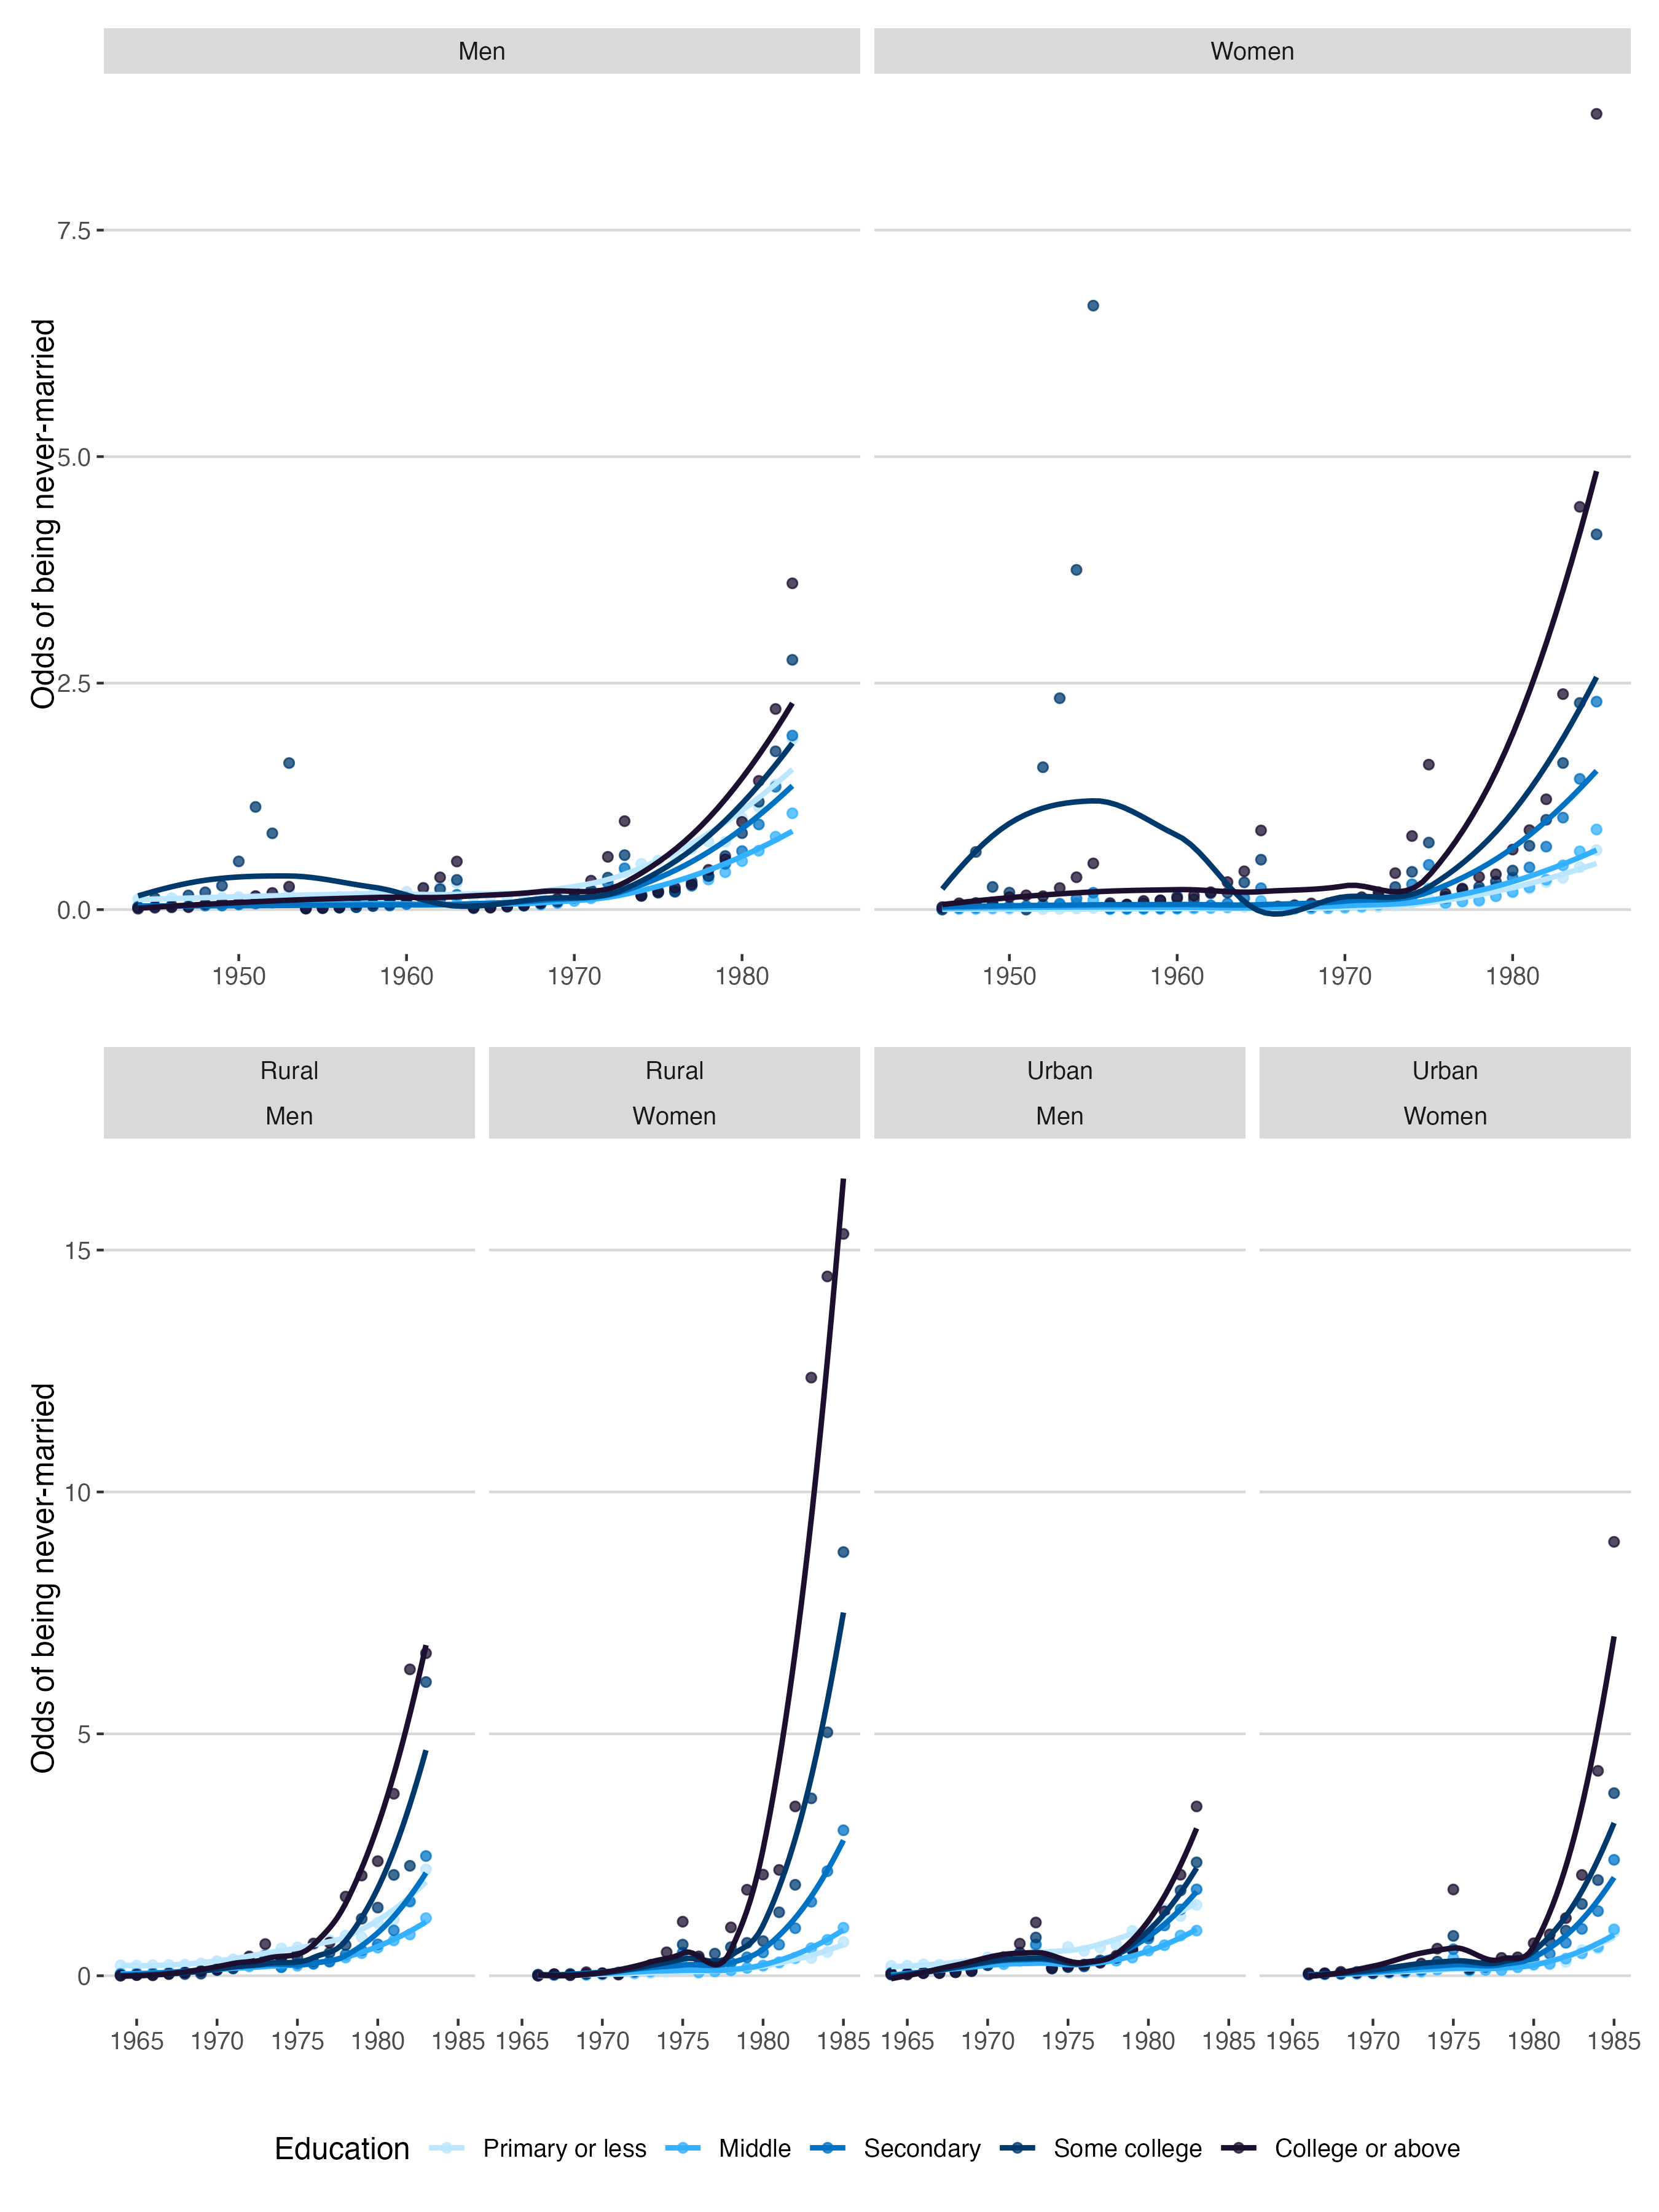 Men Women
Odds of being never-married
7.5
5.0
2.5
0.0
1950 1960 1970 1980 1950 1960 1970 1980
Rural Rural Urban Urban
Men Women Men Women
Odds of being never-married
15
10
5
0
1965 1970 1975 1980 1985 1965 1970 1975 1980 1985 1965 1970 1975 1980 1985 1965 1970 1975 1980 1985
Education Primary or less Middle Secondary Some college College or above